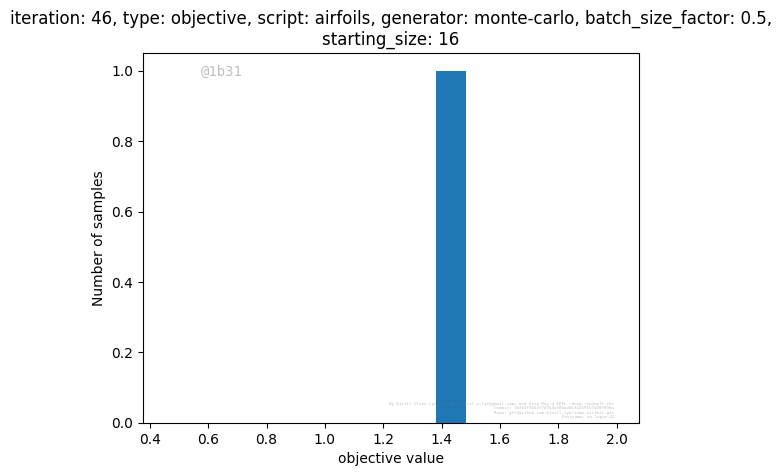 iteration: 46, type: objective, script: airfoils, generator: monte-carlo, batch_size_factor: 0.5,
starting_size: 16
@1b31
1.0
0.8
0.6
0.4
0.2
0.0
Number of samples
0.4 0.6 0.8 1.0 1.2 1.4 1.6 1.8 2.0
objective value